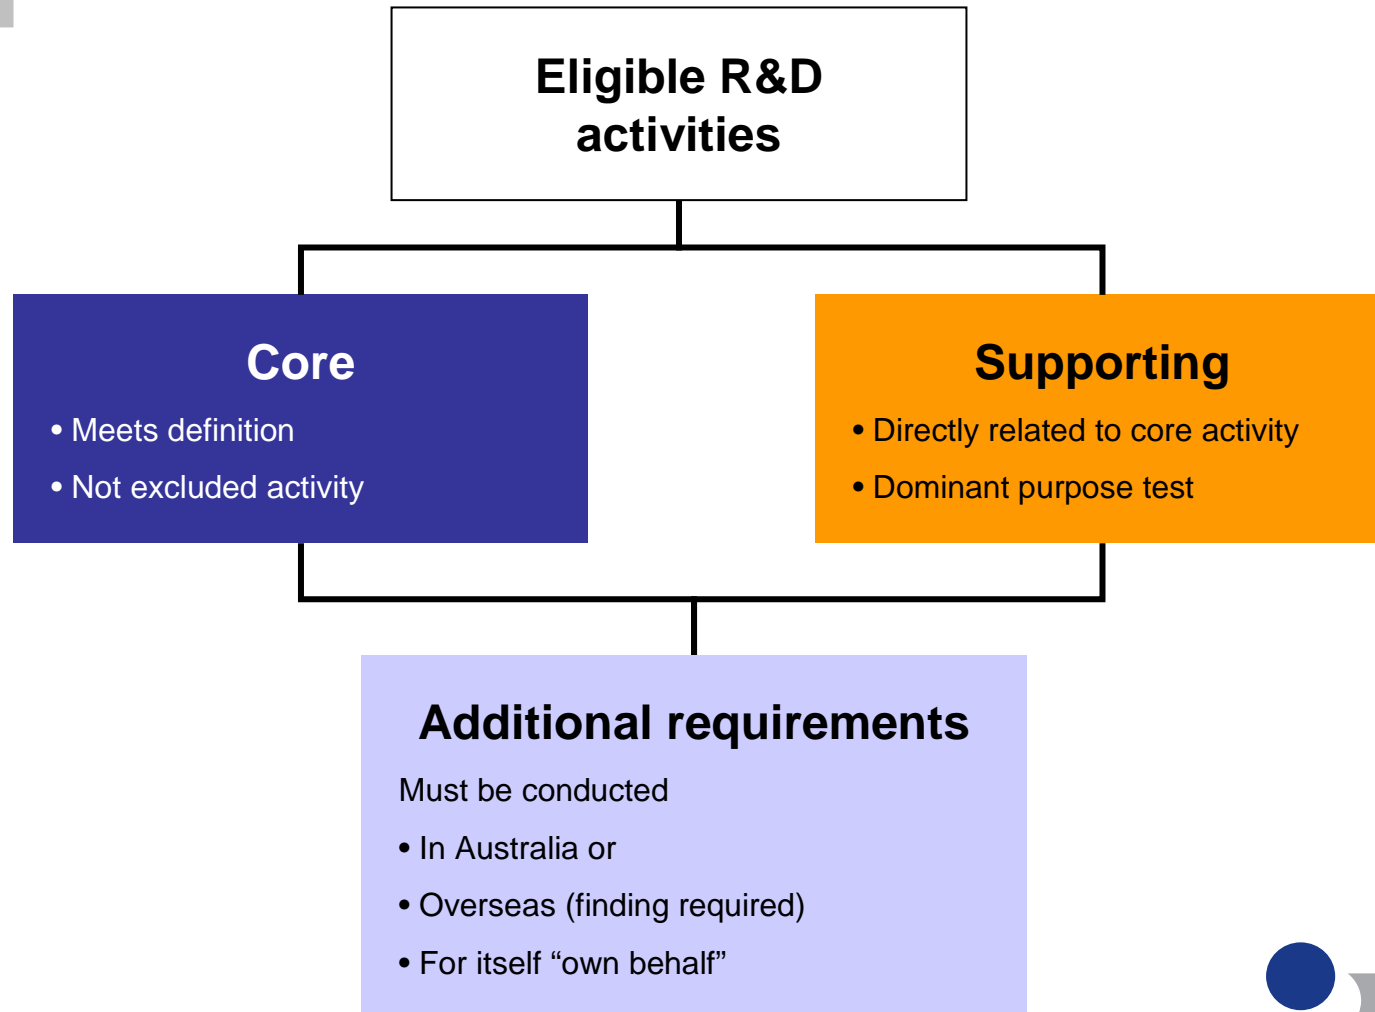 Eligible R&D
activities
Core
• Meets definition
• Not excluded activity
Supporting
• Directly related to core activity
• Dominant purpose test
Additional requirements
Must be conducted
• In Australia or
• Overseas (finding required)
• For itself “own behalf”